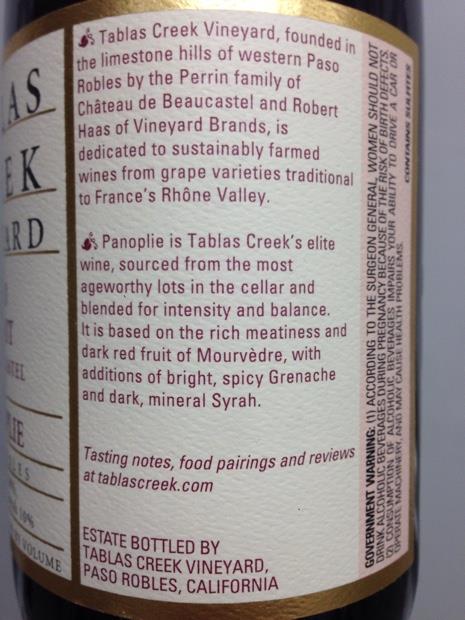 AS
EK
ARD
LIE
LES
10%
VOLUME
Tablas Creek Vineyard, founded in
the limestone hills of western Paso
Robles by the Perrin family of
Château de Beaucastel and Robert
Haas of Vineyard Brands, is
dedicated to sustainably farmed
wines from grape varieties traditional
to France's Rhône Valley.
Panoplie is Tablas Creek's elite
wine, sourced from the most
ageworthy lots in the cellar and
blended for intensity and balance.
It is based on the rich meatiness and
dark red fruit of Mourvèdre, with
additions of bright, spicy Grenache
and dark, mineral Syrah.
Tasting notes, food pairings and reviews
at tablascreek.com
ESTATE BOTTLED BY
TABLAS CREEK VINEYARD,
PASO ROBLES, CALIFORNIA
GOVERNMENT WARNING: (1) ACCORDING TO THE SURGEON GENERAL, WOMEN SHOULD NOT
DRINK ALCOHOLIC BEVERAGES DURING PREGNANCY BECAUSE OF THE RISK OF BIRTH DEFECTS.
(2) CONSUMPTION OF ALCOHOLIC BEVERAGES IMPAIRS YOUR ABILITY TO DRIVE A CAR OR
OPERATE MACHINERY, AND MAY CAUSE HEALTH PROBLEMS.
CONTAINS SULFITES